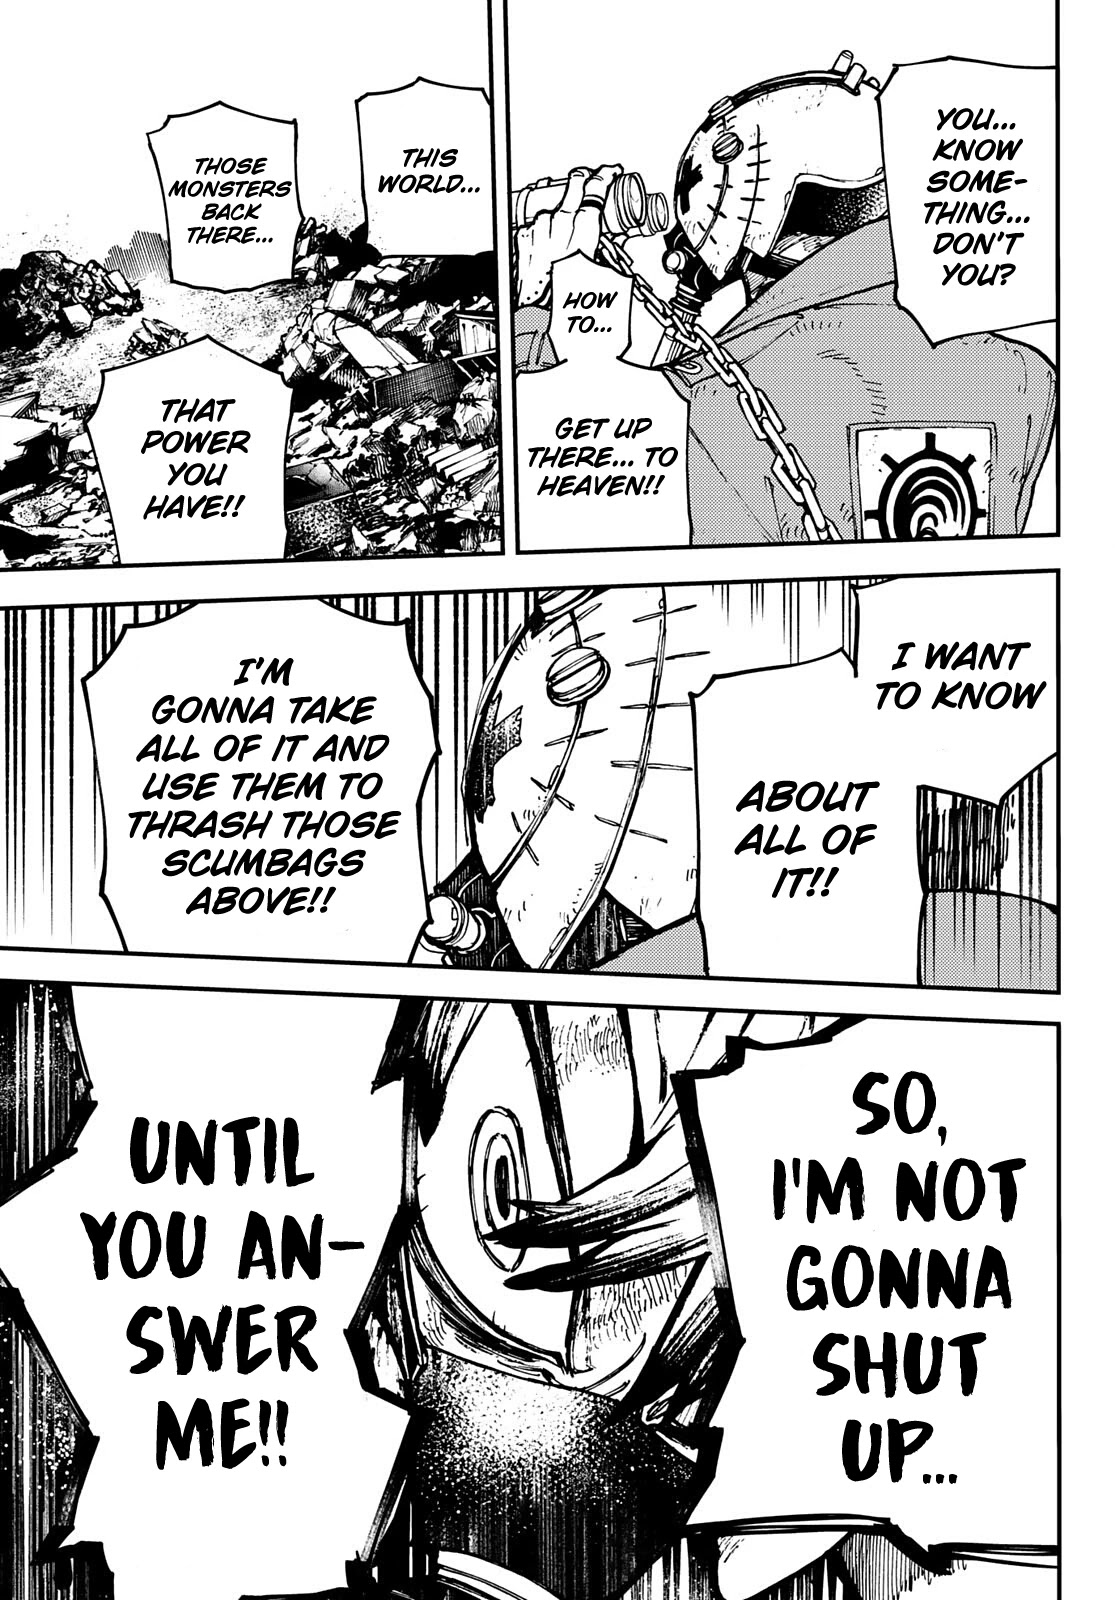 YOU...
KNOW
SOME-
THING...
DON'T
YOU?
HOW
TO...
GET UP
THERE... TO
HEAVEN!!
THIS
WORLD...
THOSE
MONSTERS
BACK
THERE...
THAT
POWER
YOU
HAVE!!
I WANT
TO KNOW
ABOUT
ALL OF
IT!!
I'M
GONNA TAKE
ALL OF IT AND
USE THEM TO
THRASH THOSE
SCUMBAGS
ABOVE!!
SO,
I'M NOT
GONNA
SHUT
UP...
UNTIL
YOU AN-
SWER
ME!!